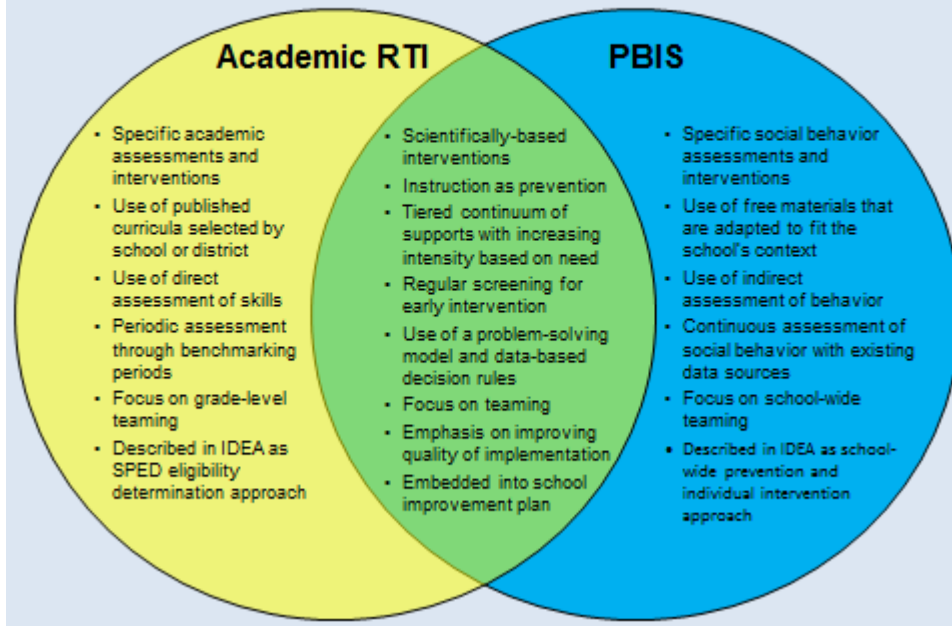 Academic RTI
PBIS
• Specific academic
assessments and
interventions
• Use of published
curricula selected by
school or district
• Use of direct
assessment of skills
• Periodic assessment
through benchmarking
periods
• Focus on grade-level
teaming
• Described in IDEA as
SPED eligibility
determination approach
• Scientifically-based
interventions
• Instruction as prevention
• Tiered continuum of
supports with increasing
intensity based on need
• Regular screening for
early intervention
• Use of a problem-solving
model and data-based
decision rules
• Focus on teaming
• Emphasis on improving
quality of implementation
• Embedded into school
improvement plan
• Specific social behavior
assessments and
interventions
• Use of free materials that
are adapted to fit the
school's context
• Use of indirect
assessment of behavior
• Continuous assessment of
social behavior with existing
data sources
• Focus on school-wide
teaming
• Described in IDEA as school-
wide prevention and
individual intervention
approach